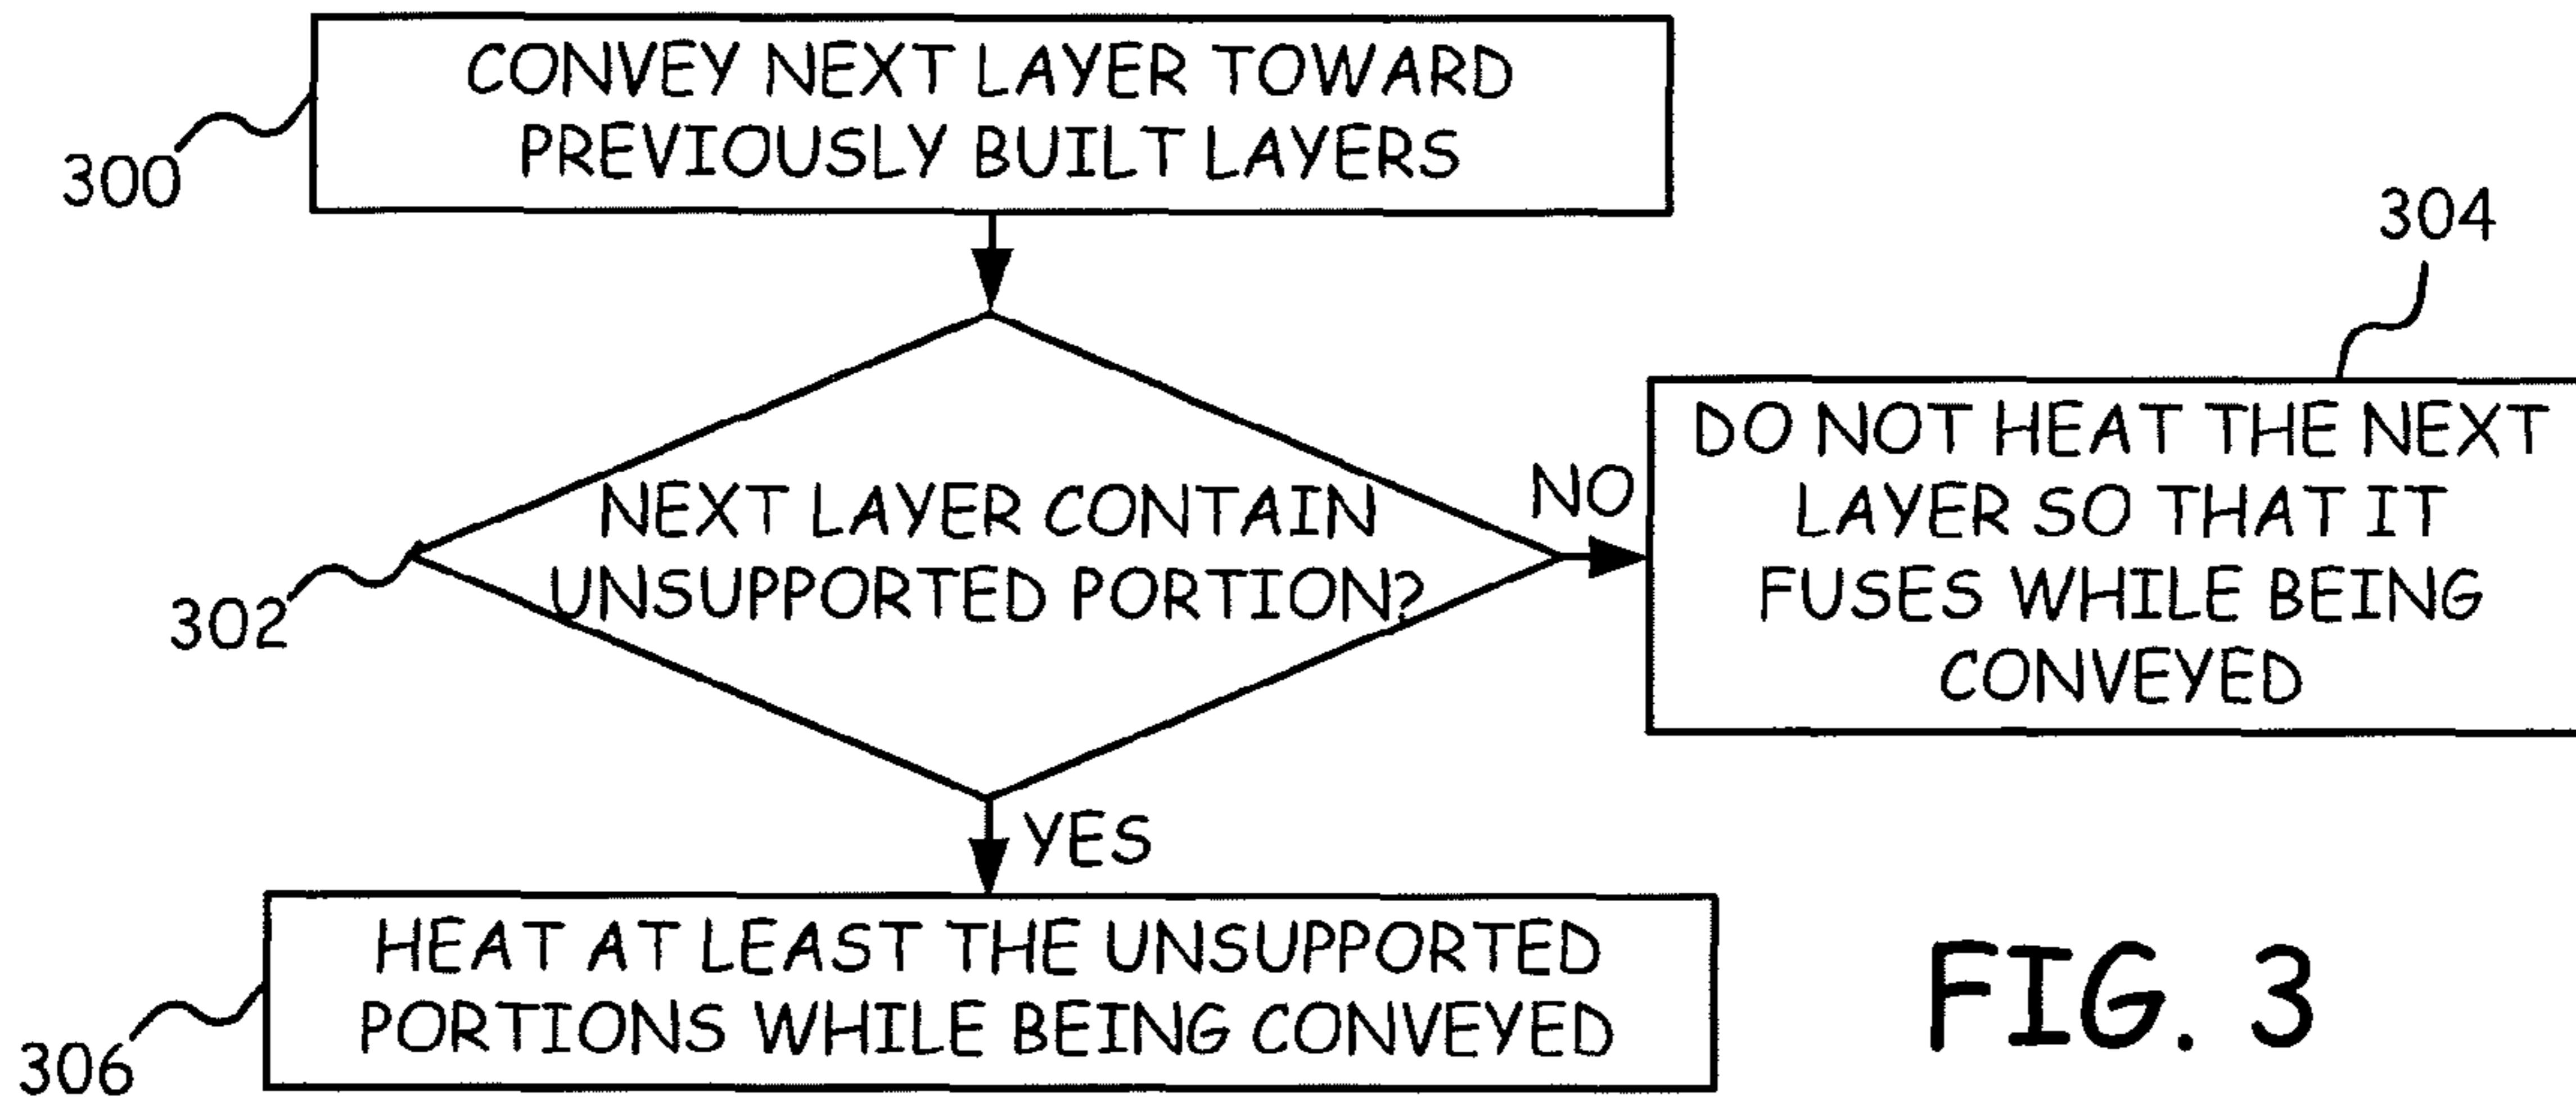 CONVEY NEXT LAYER TOWARD
PREVIOUSLY BUILT LAYERS
300
304
NEXT LAYER CONTAIN
UNSUPPORTED PORTION?
302
NO
DO NOT HEAT THE NEXT
LAYER SO THAT IT
FUSES WHILE BEING
CONVEYED
YES
HEAT AT LEAST THE UNSUPPORTED
PORTIONS WHILE BEING CONVEYED
306
FIG. 3